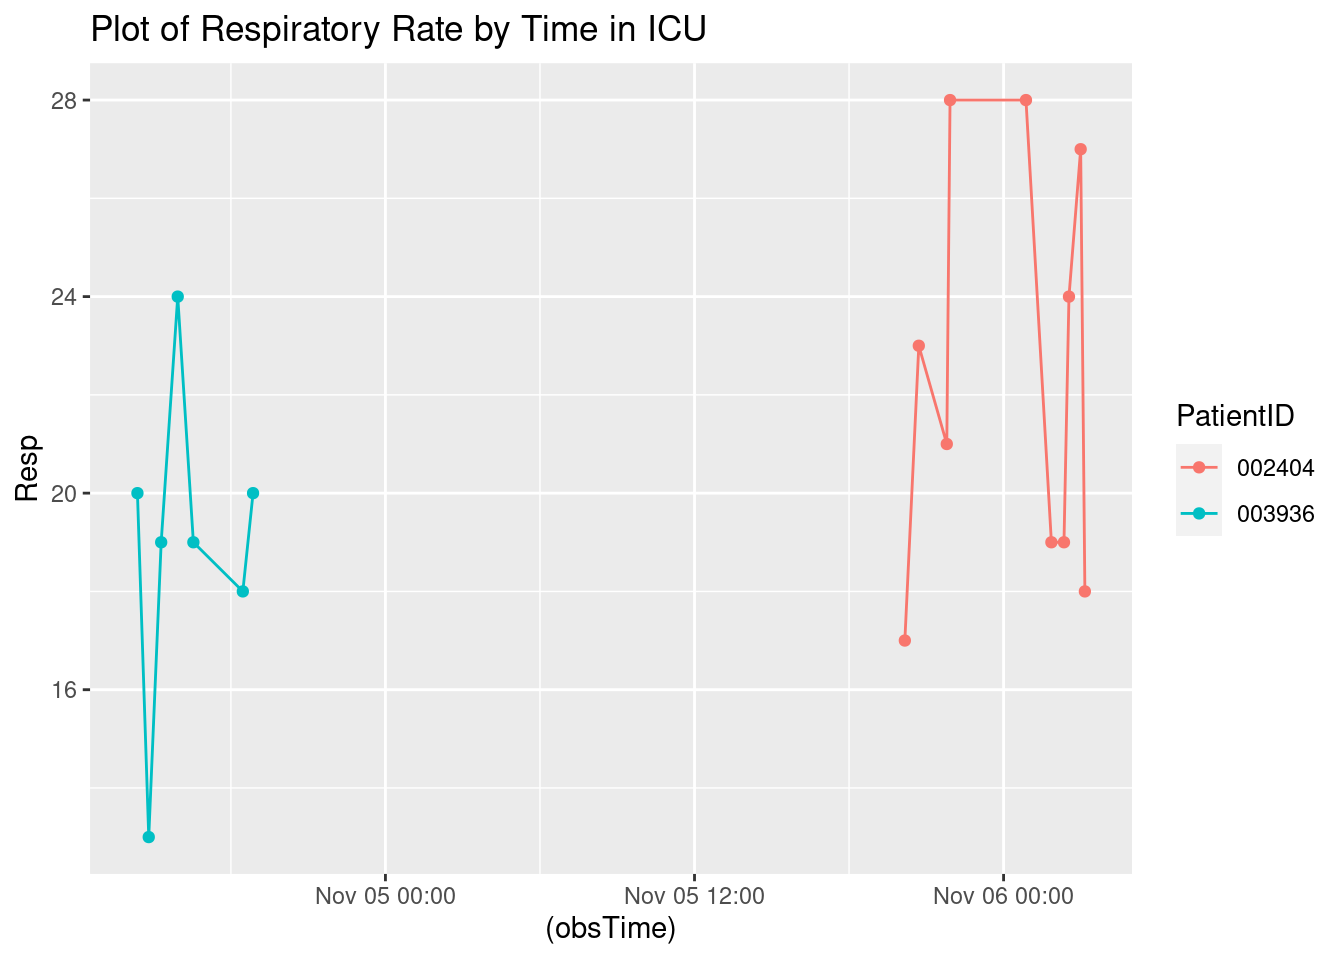 Plot of Respiratory Rate by Time in ICU
28
24
20
16
Resp
Nov 05 00:00
Nov 05 12:00
Nov 06 00:00
(obsTime)
PatientID
002404
003936